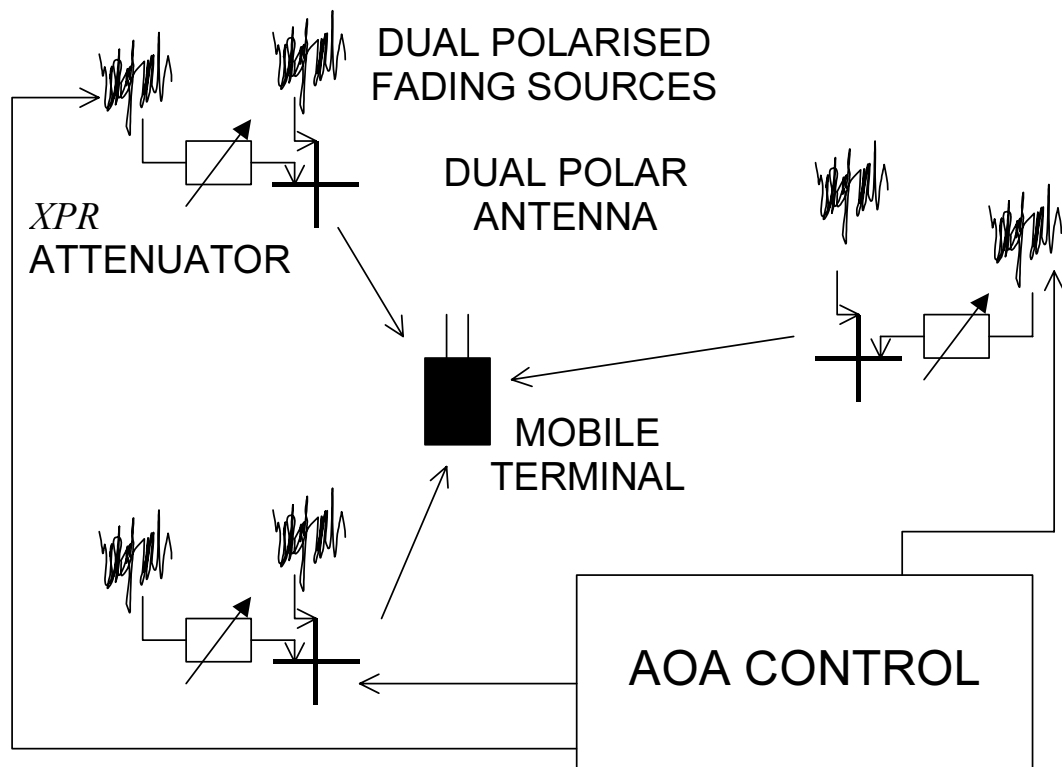 DUAL POLARISED
FADING SOURCES
DUAL POLAR
ANTENNA
XPR
ATTENUATOR
MOBILE
TERMINAL
AOA CONTROL